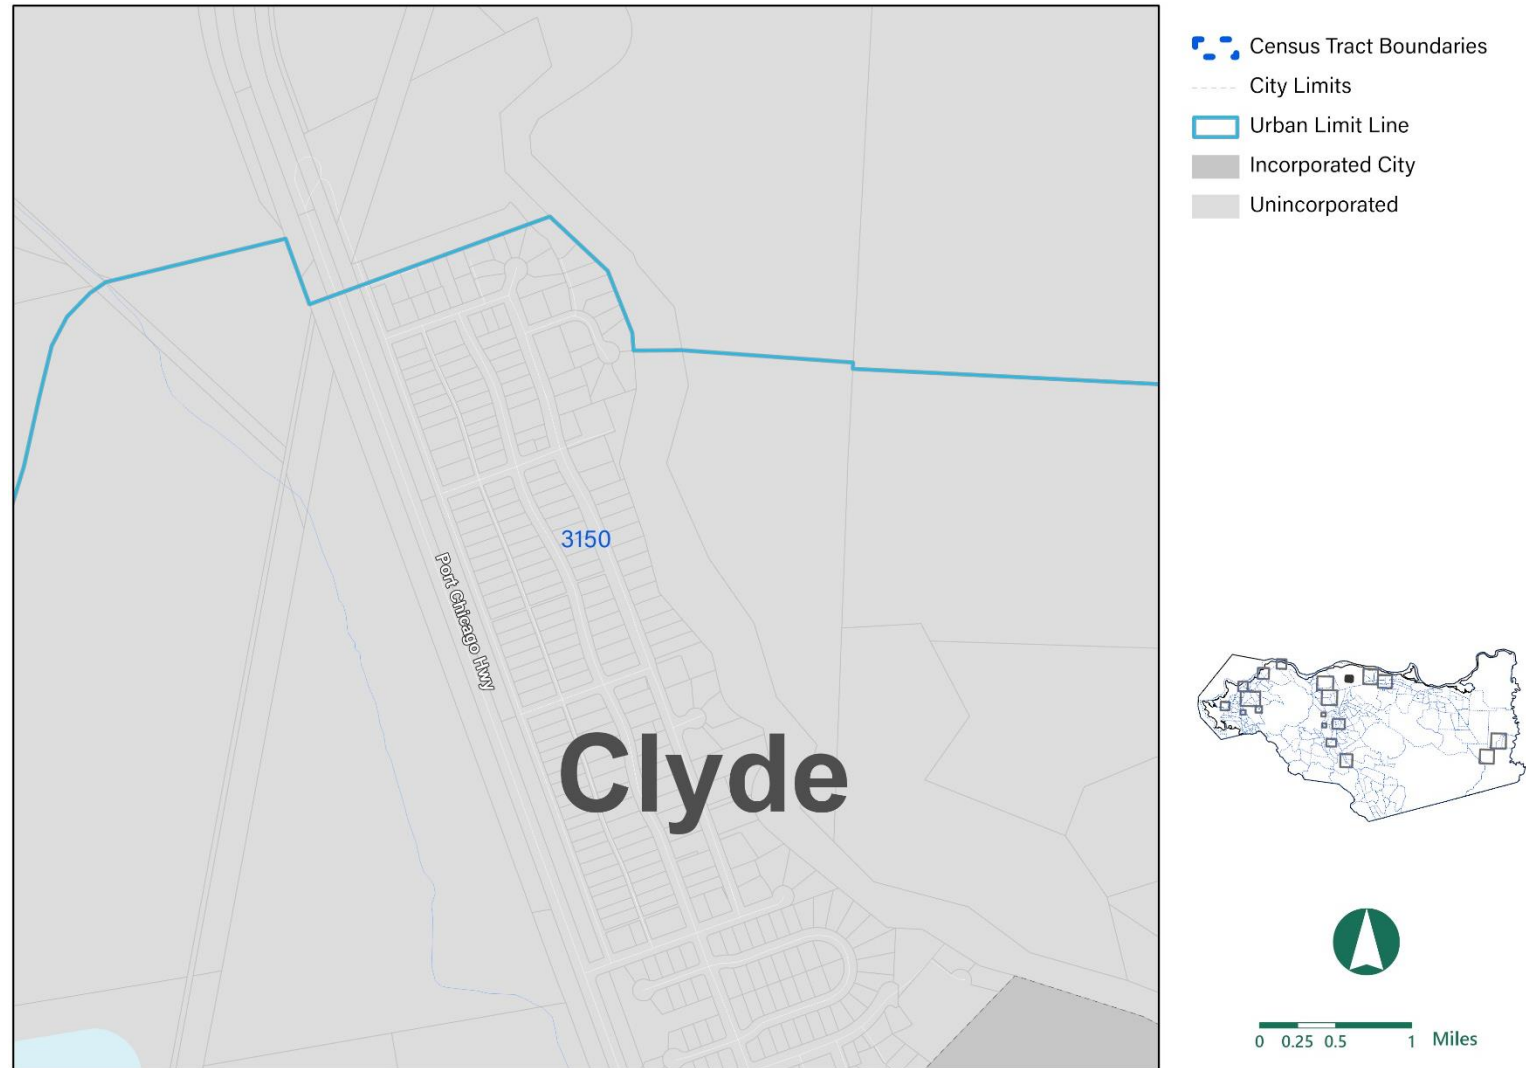 Census Tract Boundaries
City Limits
Urban Limit Line
Incorporated City
Unincorporated
3150
Port Chicago Hwy
Clyde
0 0.25 0.5 1 Miles